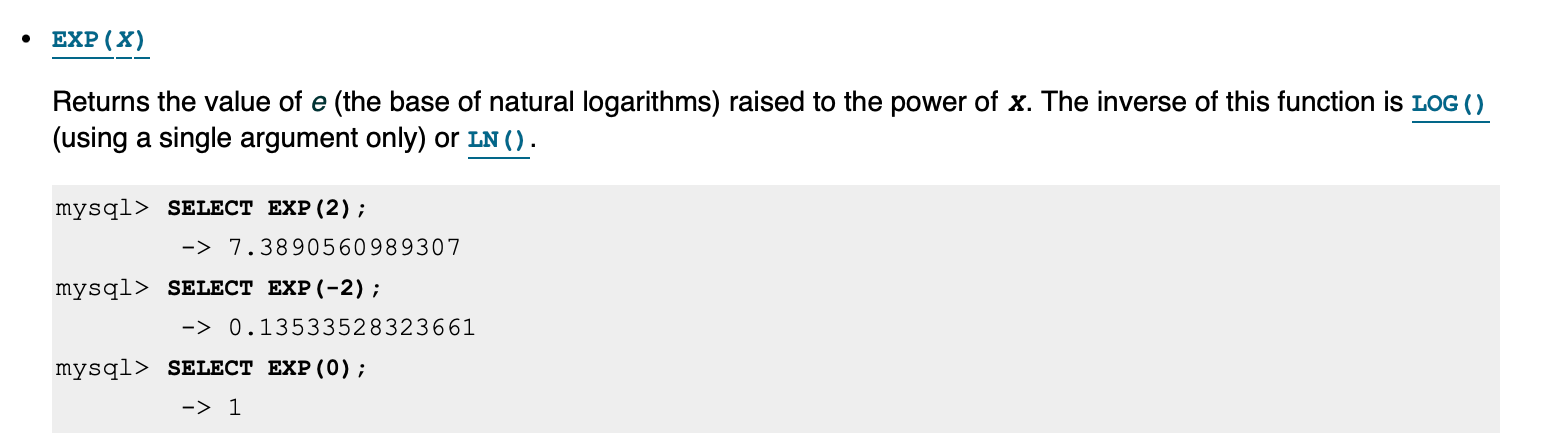 • EXP(X)
Returns the value of e (the base of natural logarithms) raised to the power of X. The inverse of this function is LOG()
(using a single argument only) or LN().
mysql> SELECT EXP(2);
-> 7.3890560989307
mysql> SELECT EXP(-2);
-> 0.13533528323661
mysql> SELECT EXP(0);
-> 1